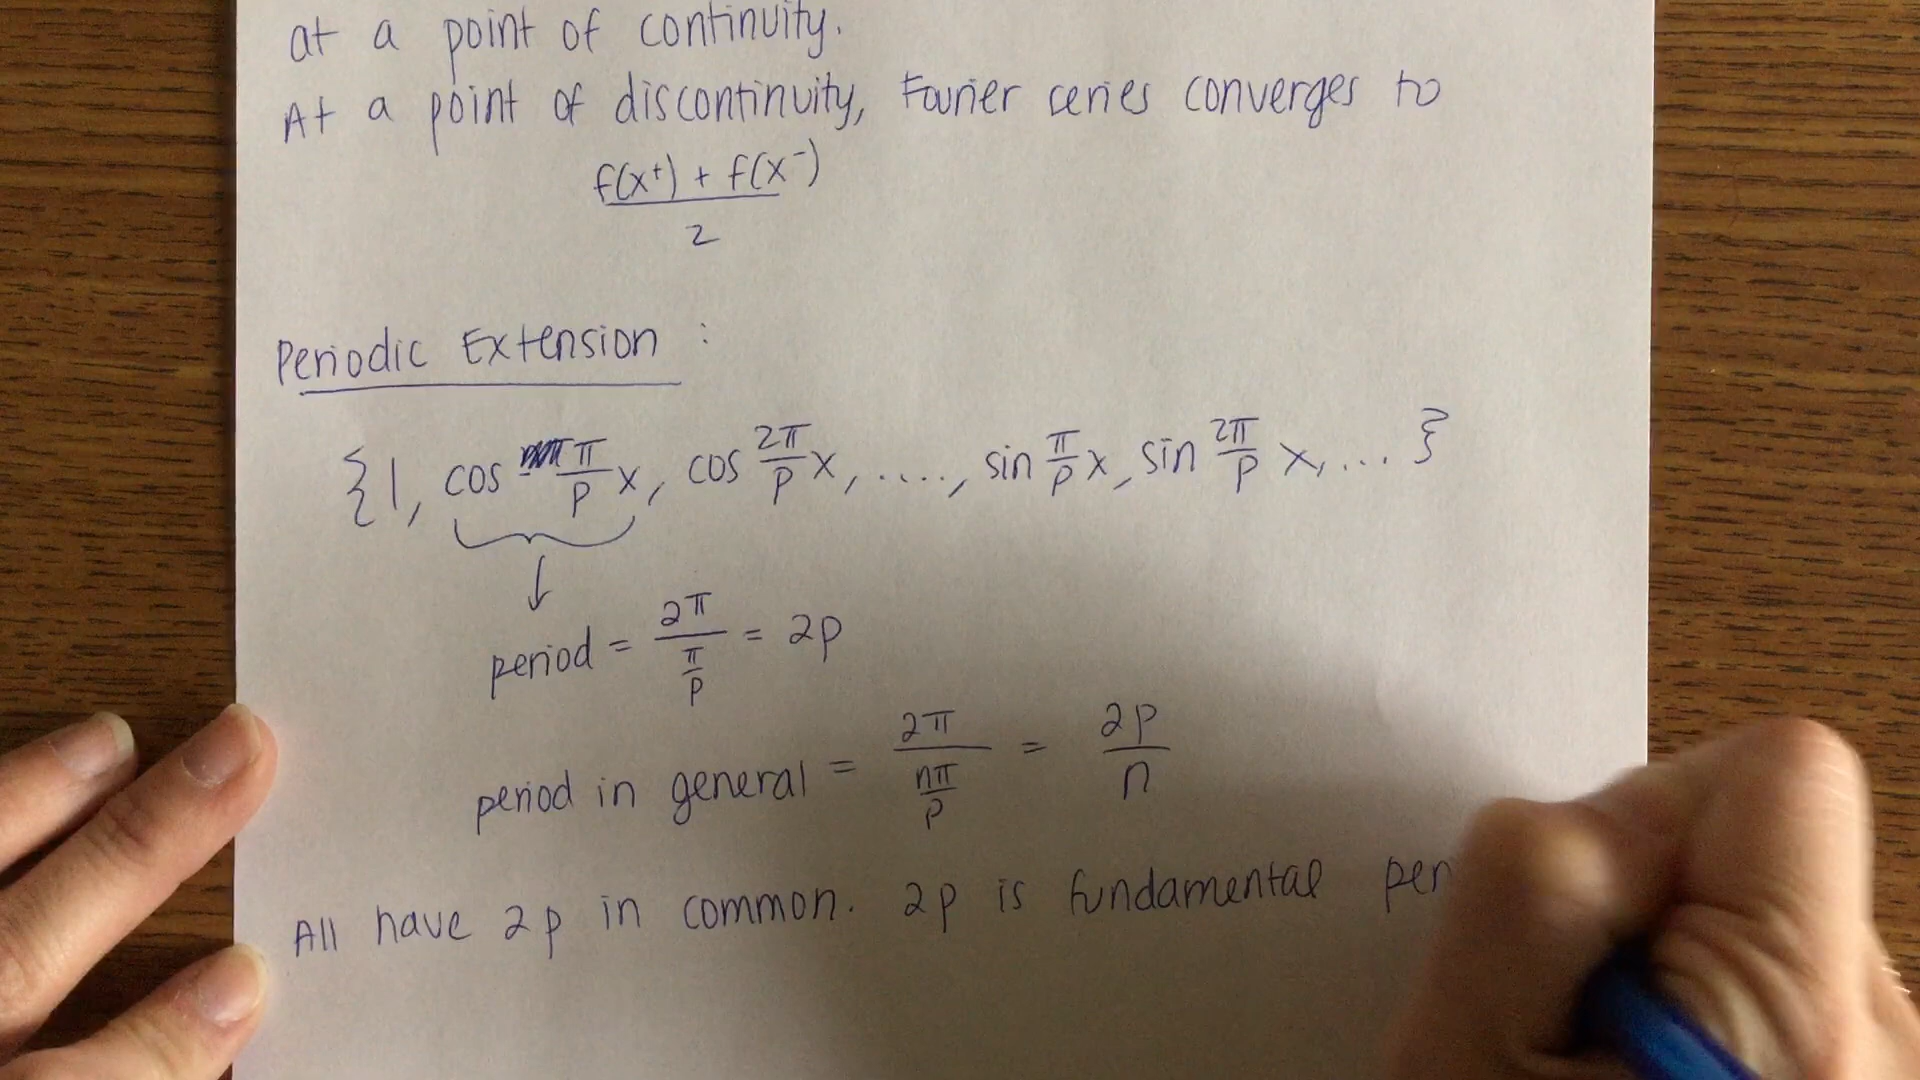 at a point of continuity.
At a point of discontinuity, Fourier series converges to
f(x⁺) + f(x⁻)
2
Periodic Extension :
{1, cos π/p x, cos 2π/p x, ...., sin π/p x, sin 2π/p x, ... }
period = 2π / (π/p) = 2p
period in general = 2π / (nπ/p) = 2p/n
All have 2p in common. 2p is fundamental per